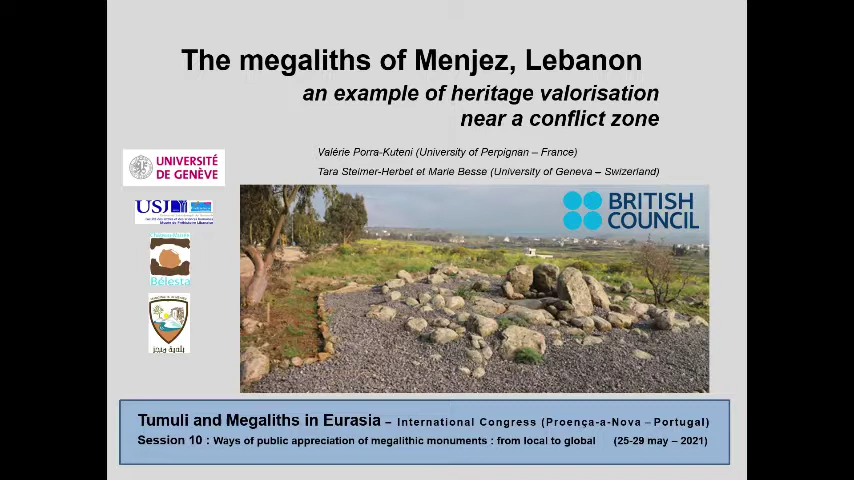 The megaliths of Menjez, Lebanon
an example of heritage valorisation
near a conflict zone
Valérie Porra-Kuteni (University of Perpignan – France)
Tara Steimer-Herbet et Marie Besse (University of Geneva – Swizerland)
UNIVERSITÉ
DE GENÈVE
USJ
BRITISH
COUNCIL
Bélesta
بلدية منجز
Tumuli and Megaliths in Eurasia – International Congress (Proença-a-Nova – Portugal)
Session 10 : Ways of public appreciation of megalithic monuments : from local to global (25-29 may – 2021)